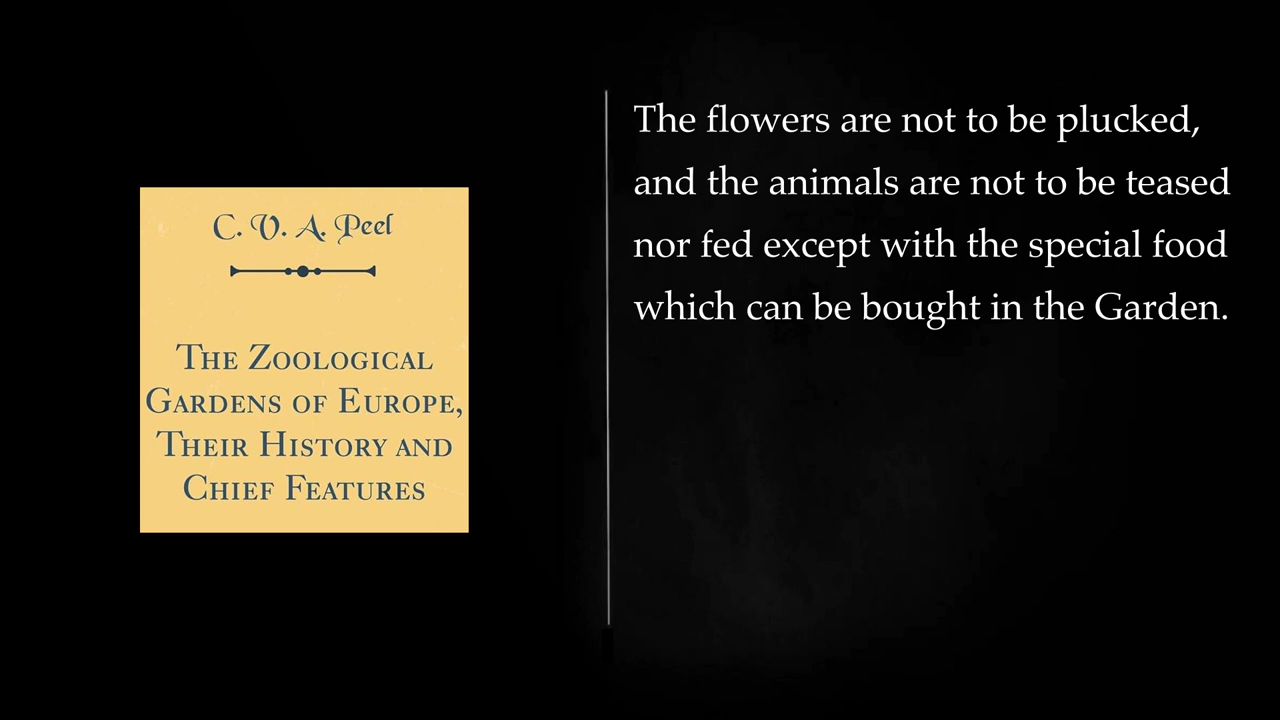 C. V. A. Peel
The Zoological
Gardens of Europe,
Their History and
Chief Features
The flowers are not to be plucked,
and the animals are not to be teased
nor fed except with the special food
which can be bought in the Garden.